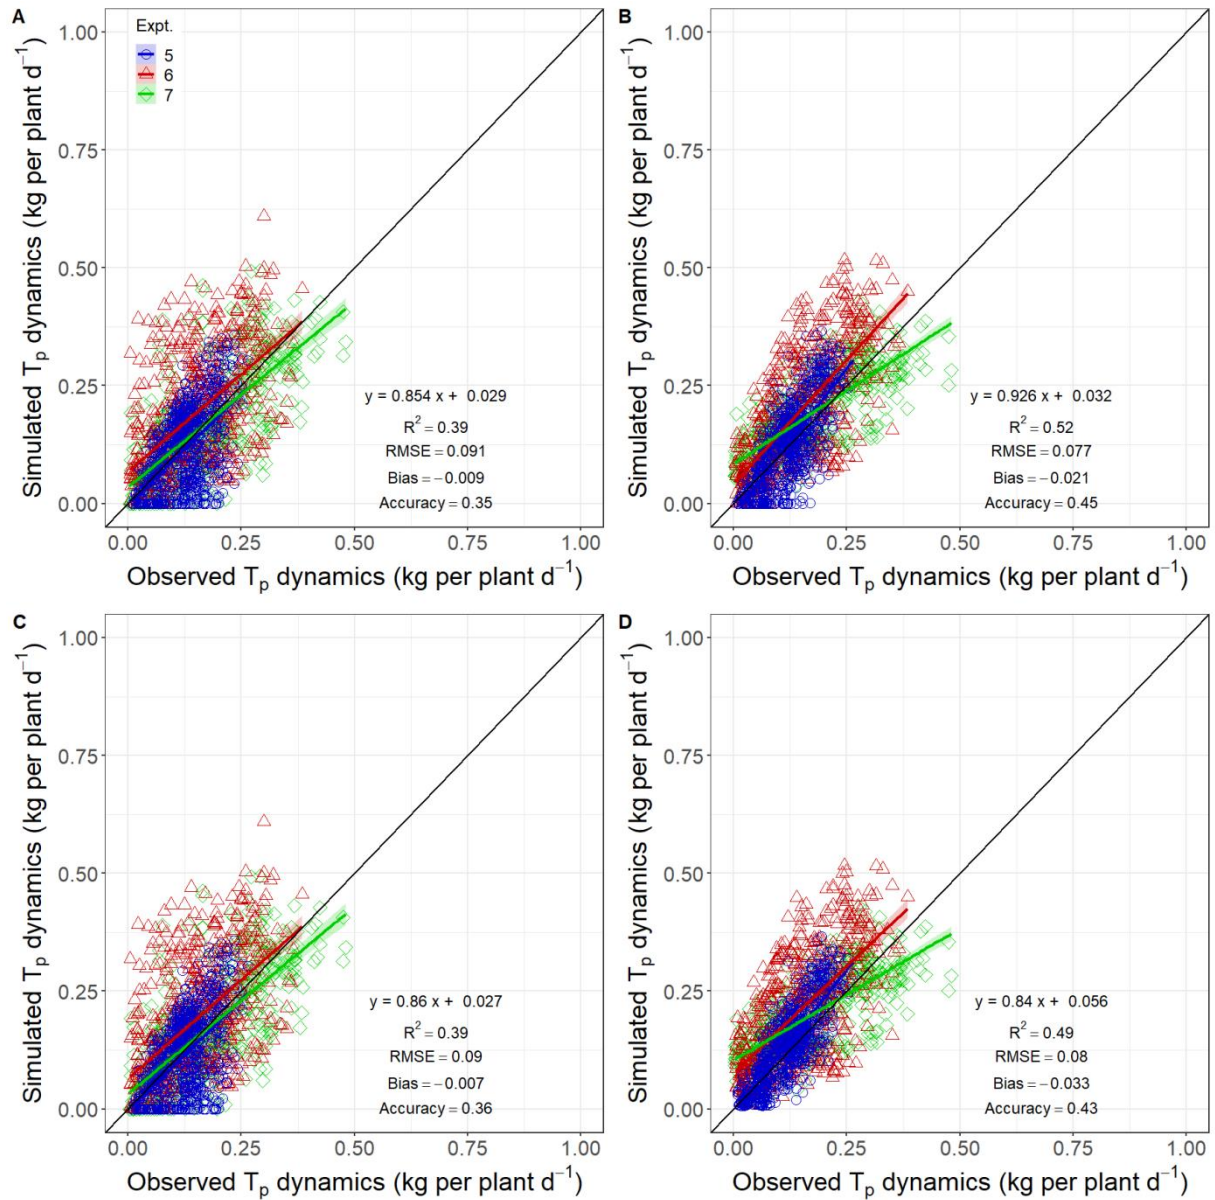 A
Expt.
5
6
7
1.00
0.75
0.50
0.25
0.00
Simulated Tp dynamics (kg per plant d⁻¹)
y = 0.854 x + 0.029
R² = 0.39
RMSE = 0.091
Bias = −0.009
Accuracy = 0.35
0.00 0.25 0.50 0.75 1.00
Observed Tp dynamics (kg per plant d⁻¹)
B
1.00
0.75
0.50
0.25
0.00
Simulated Tp dynamics (kg per plant d⁻¹)
y = 0.926 x + 0.032
R² = 0.52
RMSE = 0.077
Bias = −0.021
Accuracy = 0.45
0.00 0.25 0.50 0.75 1.00
Observed Tp dynamics (kg per plant d⁻¹)
C
1.00
0.75
0.50
0.25
0.00
Simulated Tp dynamics (kg per plant d⁻¹)
y = 0.86 x + 0.027
R² = 0.39
RMSE = 0.09
Bias = −0.007
Accuracy = 0.36
0.00 0.25 0.50 0.75 1.00
Observed Tp dynamics (kg per plant d⁻¹)
D
1.00
0.75
0.50
0.25
0.00
Simulated Tp dynamics (kg per plant d⁻¹)
y = 0.84 x + 0.056
R² = 0.49
RMSE = 0.08
Bias = −0.033
Accuracy = 0.43
0.00 0.25 0.50 0.75 1.00
Observed Tp dynamics (kg per plant d⁻¹)